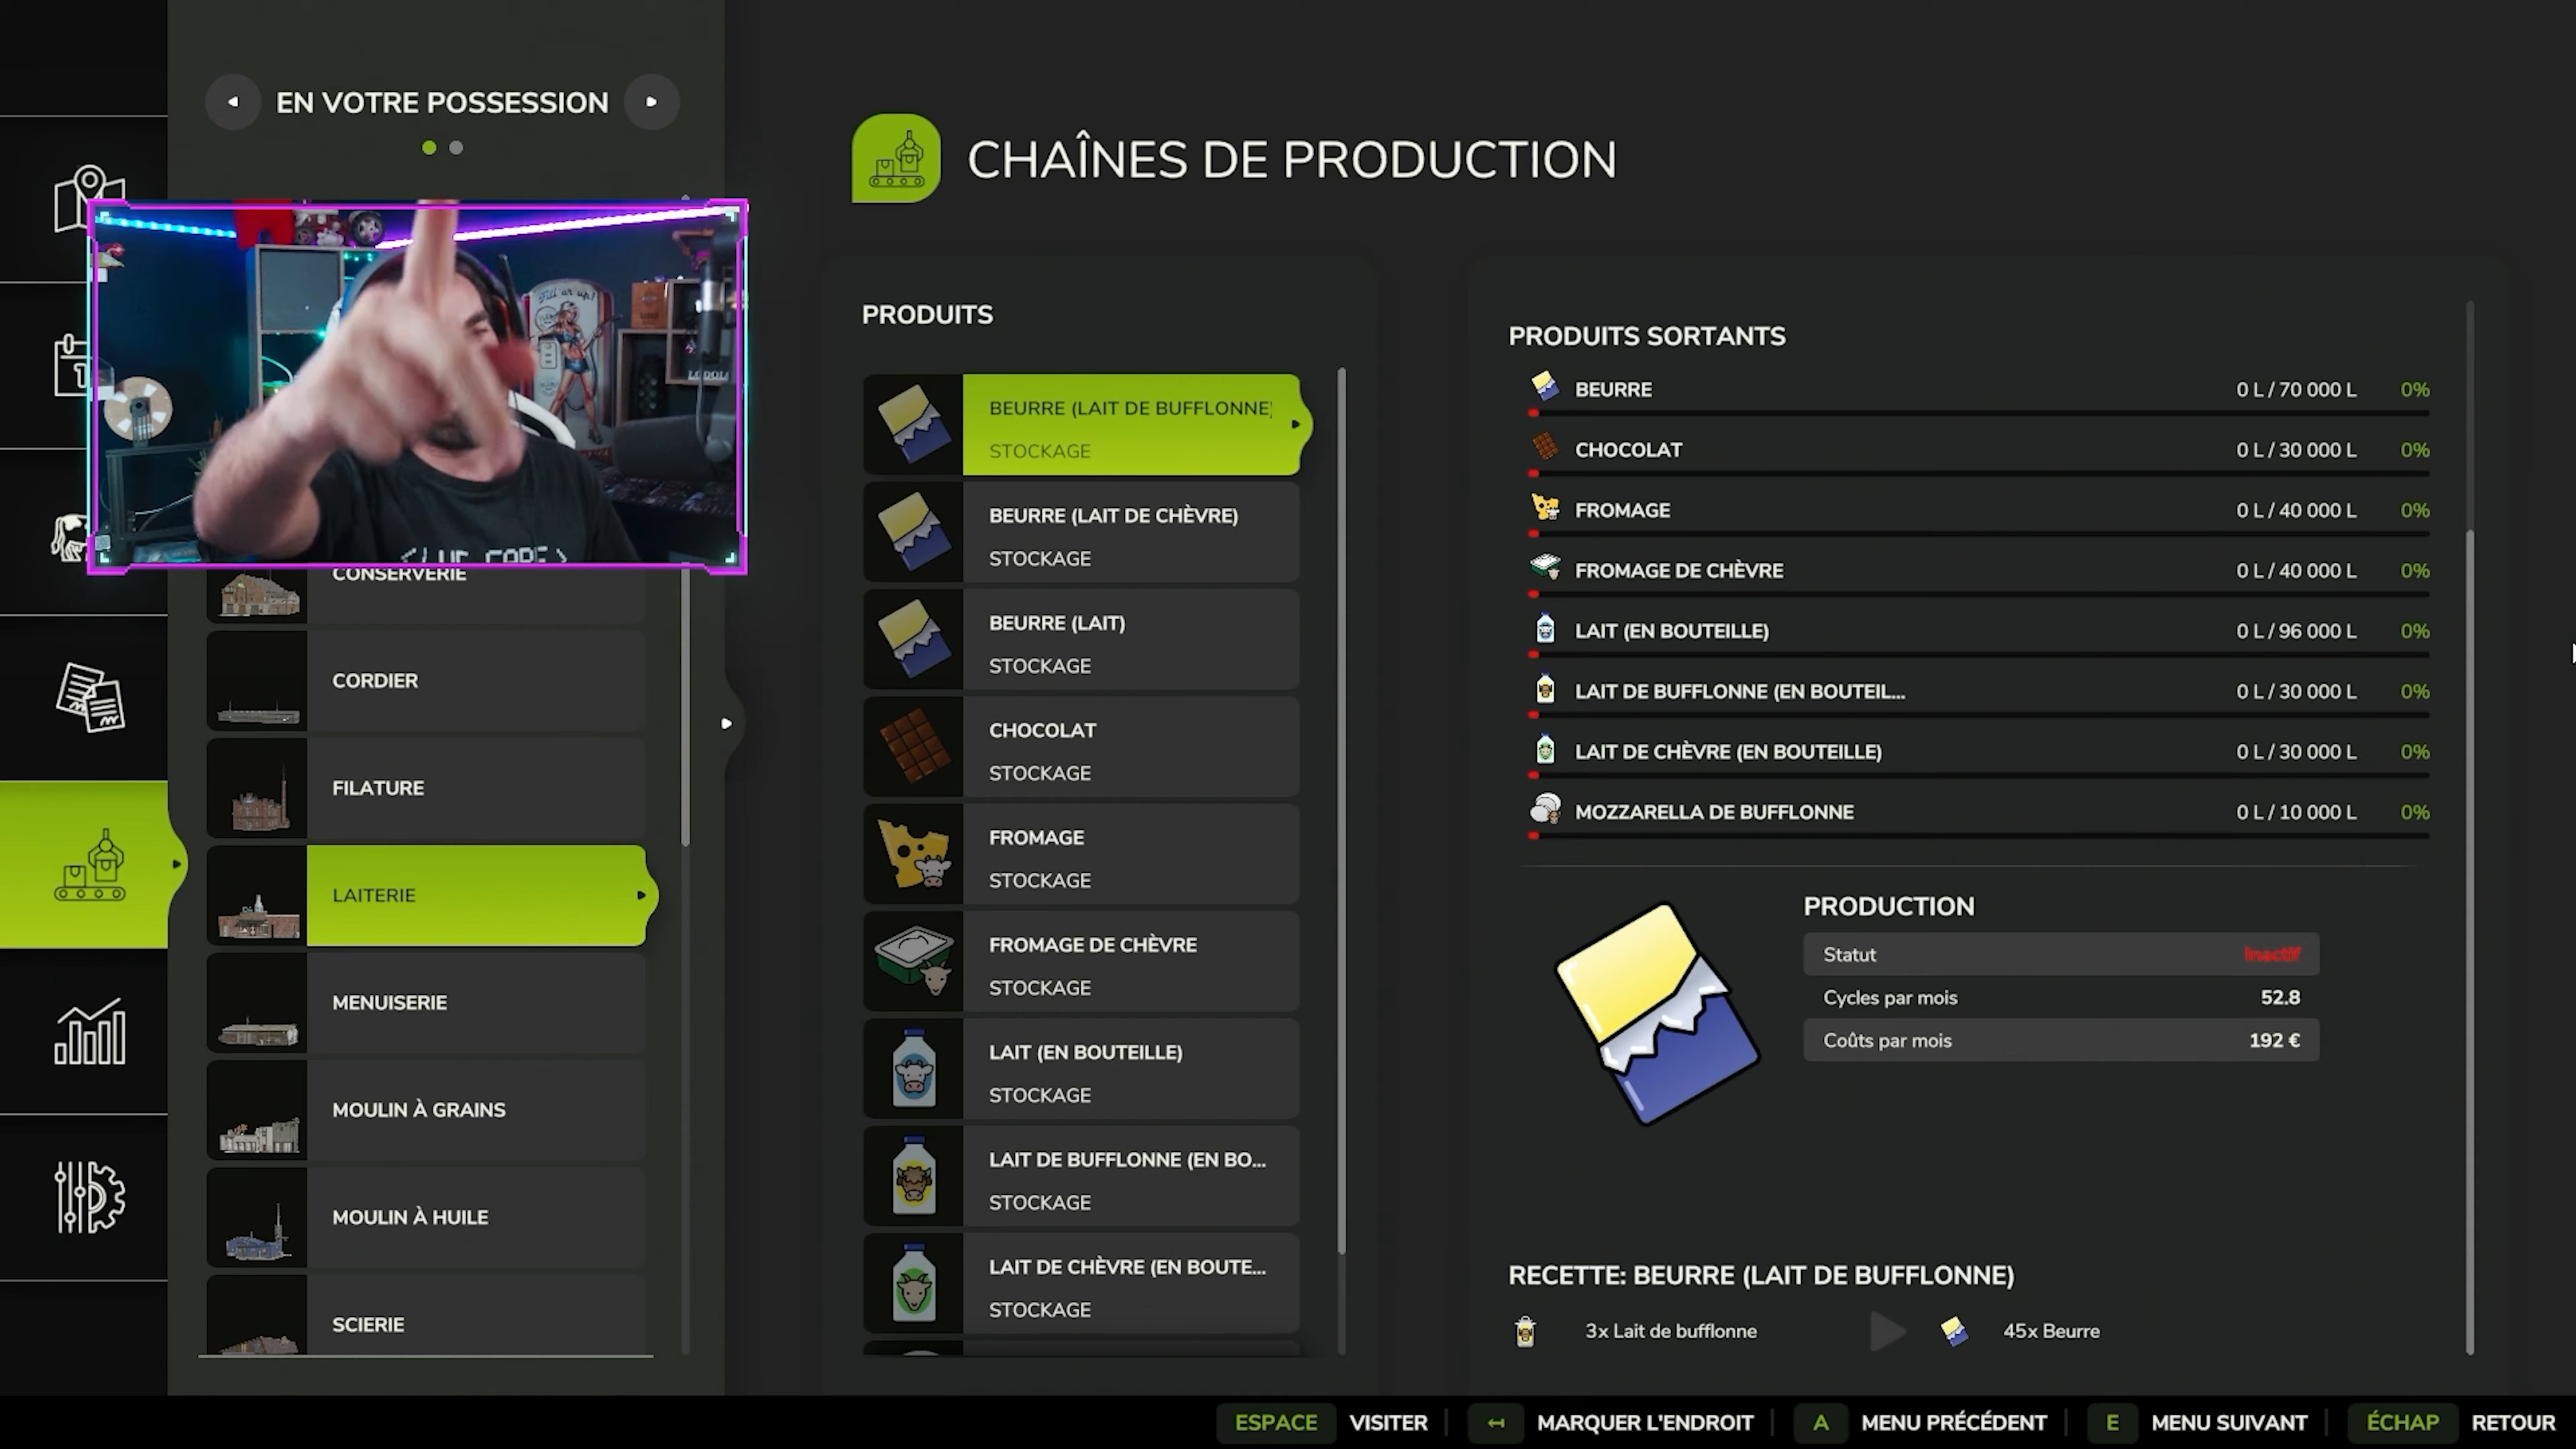 EN VOTRE POSSESSION
CHAÎNES DE PRODUCTION
Fill'er up!
CONSERVERIE
CORDIER
FILATURE
LAITERIE
MENUISERIE
MOULIN À GRAINS
MOULIN À HUILE
SCIERIE
PRODUITS
BEURRE (LAIT DE BUFFLONNE)
STOCKAGE
BEURRE (LAIT DE CHÈVRE)
STOCKAGE
BEURRE (LAIT)
STOCKAGE
CHOCOLAT
STOCKAGE
FROMAGE
STOCKAGE
FROMAGE DE CHÈVRE
STOCKAGE
LAIT (EN BOUTEILLE)
STOCKAGE
LAIT DE BUFFLONNE (EN BO...
STOCKAGE
LAIT DE CHÈVRE (EN BOUTE...
STOCKAGE
PRODUITS SORTANTS
BEURRE 0 L / 70 000 L 0%
CHOCOLAT 0 L / 30 000 L 0%
FROMAGE 0 L / 40 000 L 0%
FROMAGE DE CHÈVRE 0 L / 40 000 L 0%
LAIT (EN BOUTEILLE) 0 L / 96 000 L 0%
LAIT DE BUFFLONNE (EN BOUTEIL... 0 L / 30 000 L 0%
LAIT DE CHÈVRE (EN BOUTEILLE) 0 L / 30 000 L 0%
MOZZARELLA DE BUFFLONNE 0 L / 10 000 L 0%
PRODUCTION
Statut Inactif
Cycles par mois 52.8
Coûts par mois 192 €
RECETTE: BEURRE (LAIT DE BUFFLONNE)
3x Lait de bufflonne 45x Beurre
ESPACE VISITER MARQUER L'ENDROIT A MENU PRÉCÉDENT E MENU SUIVANT ÉCHAP RETOUR